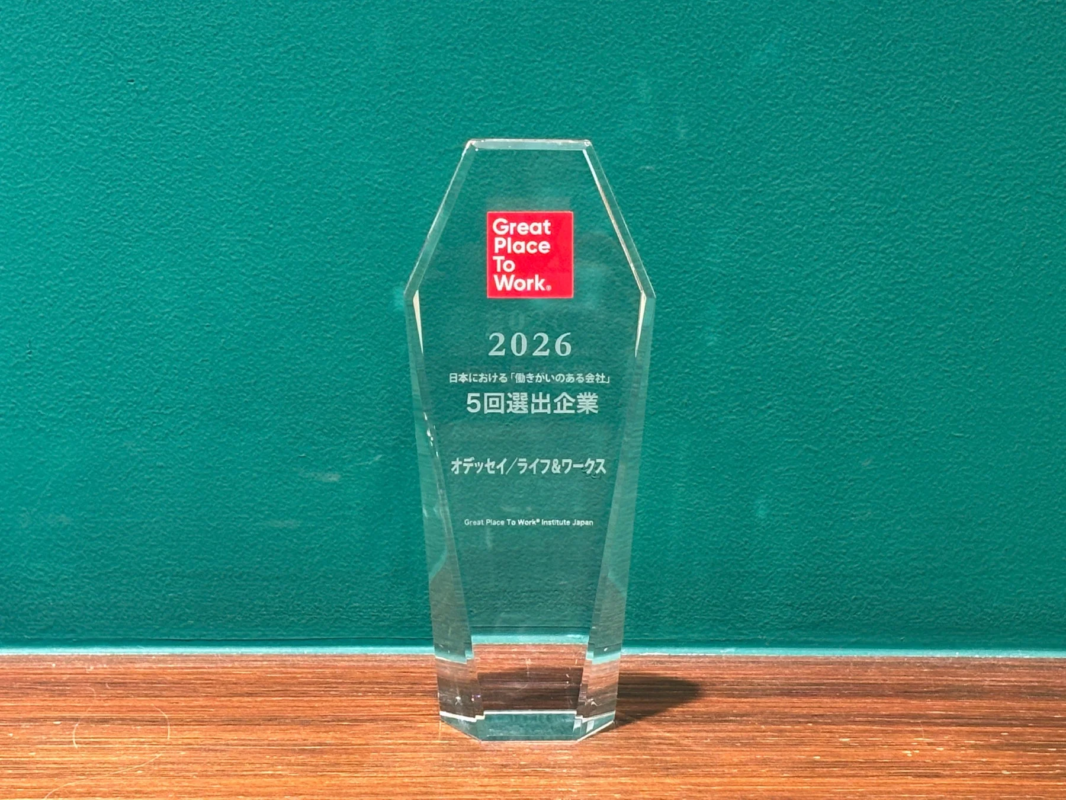 Great
Place
To
Work®
2026
日本における「働きがいのある会社」
5回選出企業
オデッセイ／ライフ&ワークス
Great Place To Work® Institute Japan